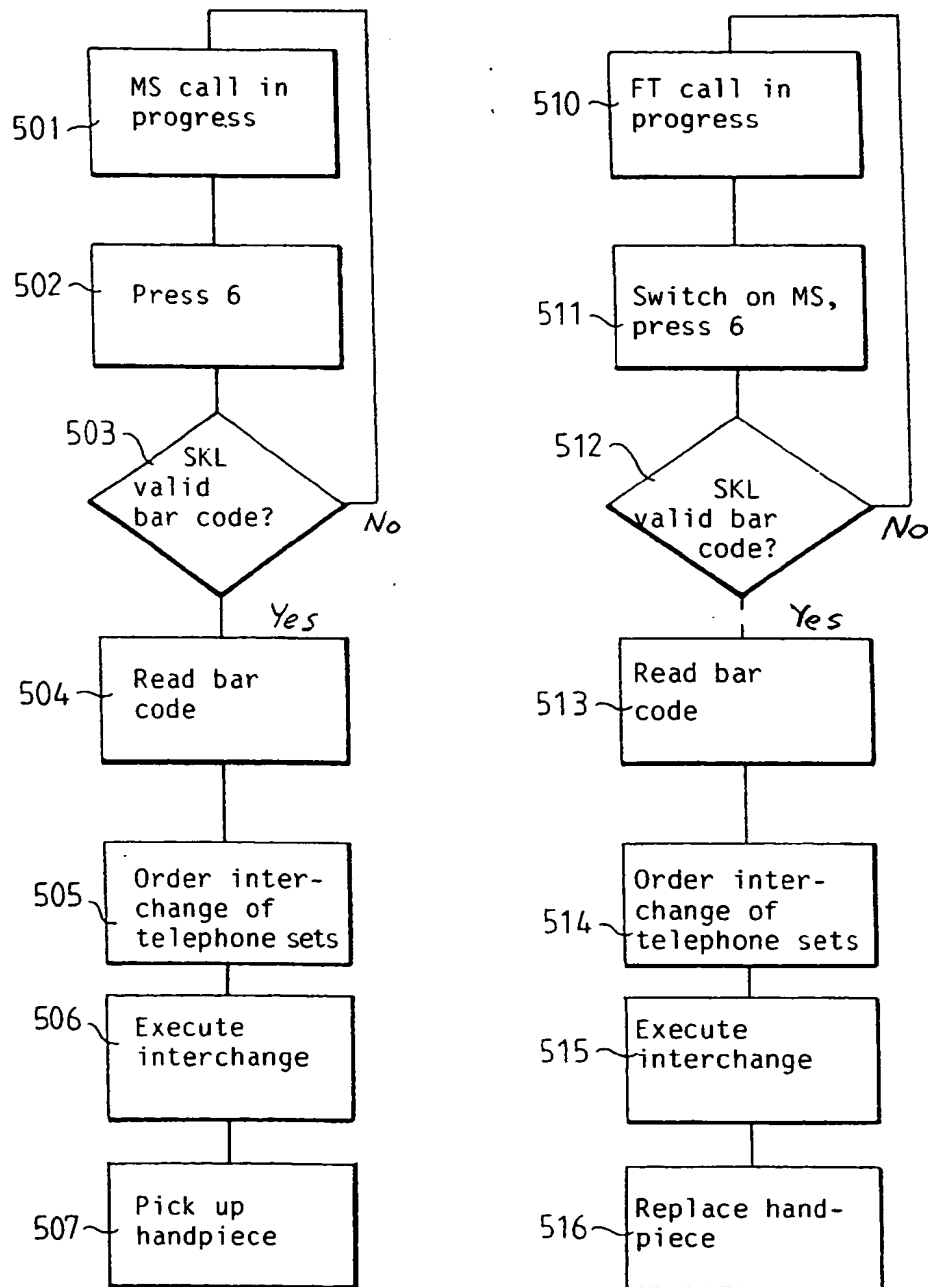 501
MS call in
progress
502
Press 6
503
SKL
valid
bar code?
No
Yes
504
Read bar
code
505
Order inter-
change of
telephone sets
506
Execute
interchange
507
Pick up
handpiece
510
FT call in
progress
511
Switch on MS,
press 6
512
SKL
valid bar
code?
No
Yes
513
Read bar
code
514
Order inter-
change of
telephone sets
515
Execute
interchange
516
Replace hand-
piece